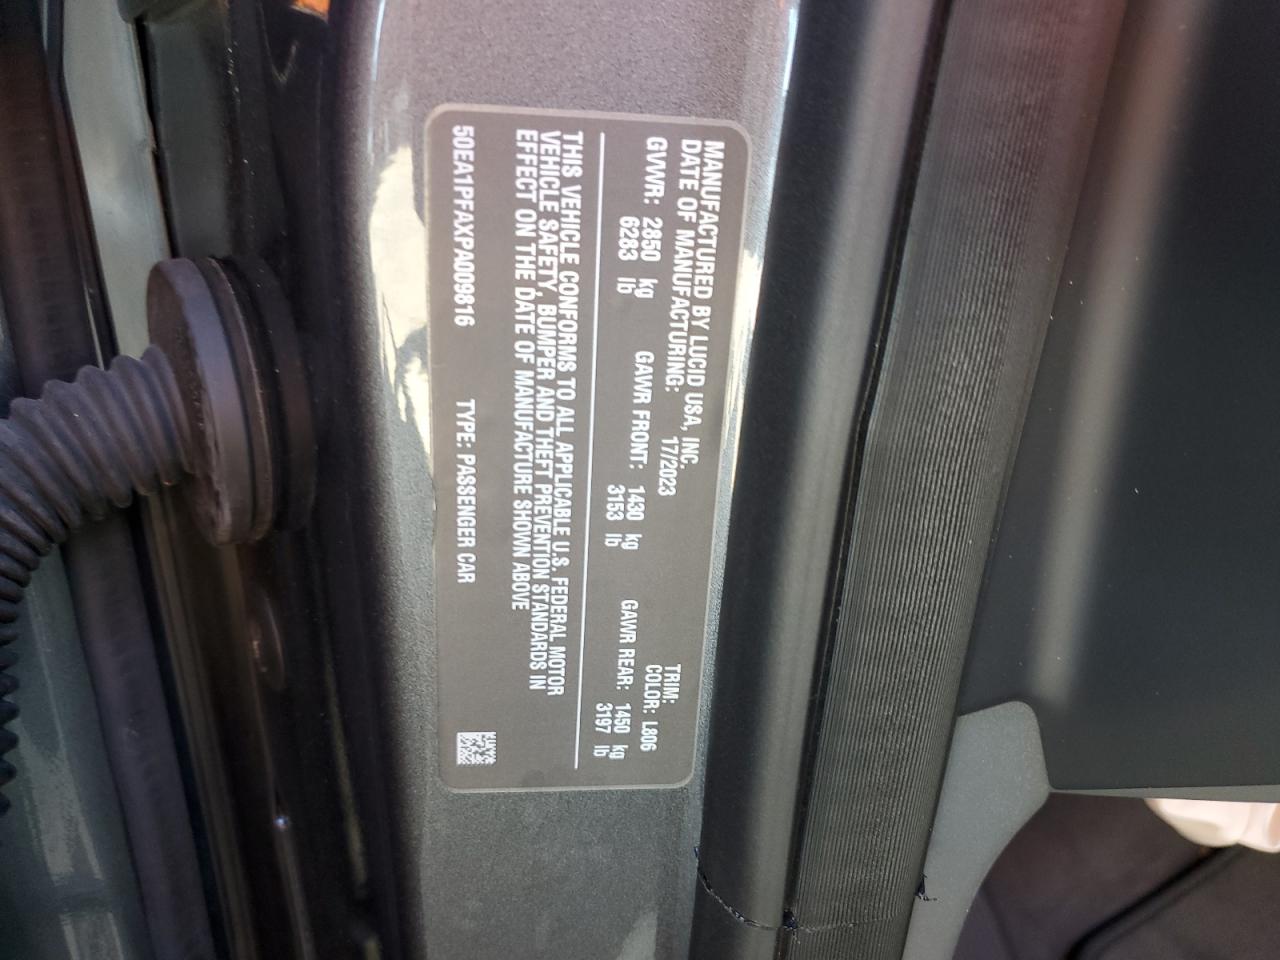 MANUFACTURED BY LUCID USA, INC.
DATE OF MANUFACTURING: 17/2023 TRIM:
GVWR: 2850 kg GAWR FRONT: 1430 kg GAWR REAR: 1450 kg COLOR: L806
6283 lb 3153 lb 3197 lb
THIS VEHICLE CONFORMS TO ALL APPLICABLE U.S. FEDERAL MOTOR
VEHICLE SAFETY, BUMPER AND THEFT PREVENTION STANDARDS IN
EFFECT ON THE DATE OF MANUFACTURE SHOWN ABOVE
50EA1PFAXPA009816 TYPE: PASSENGER CAR